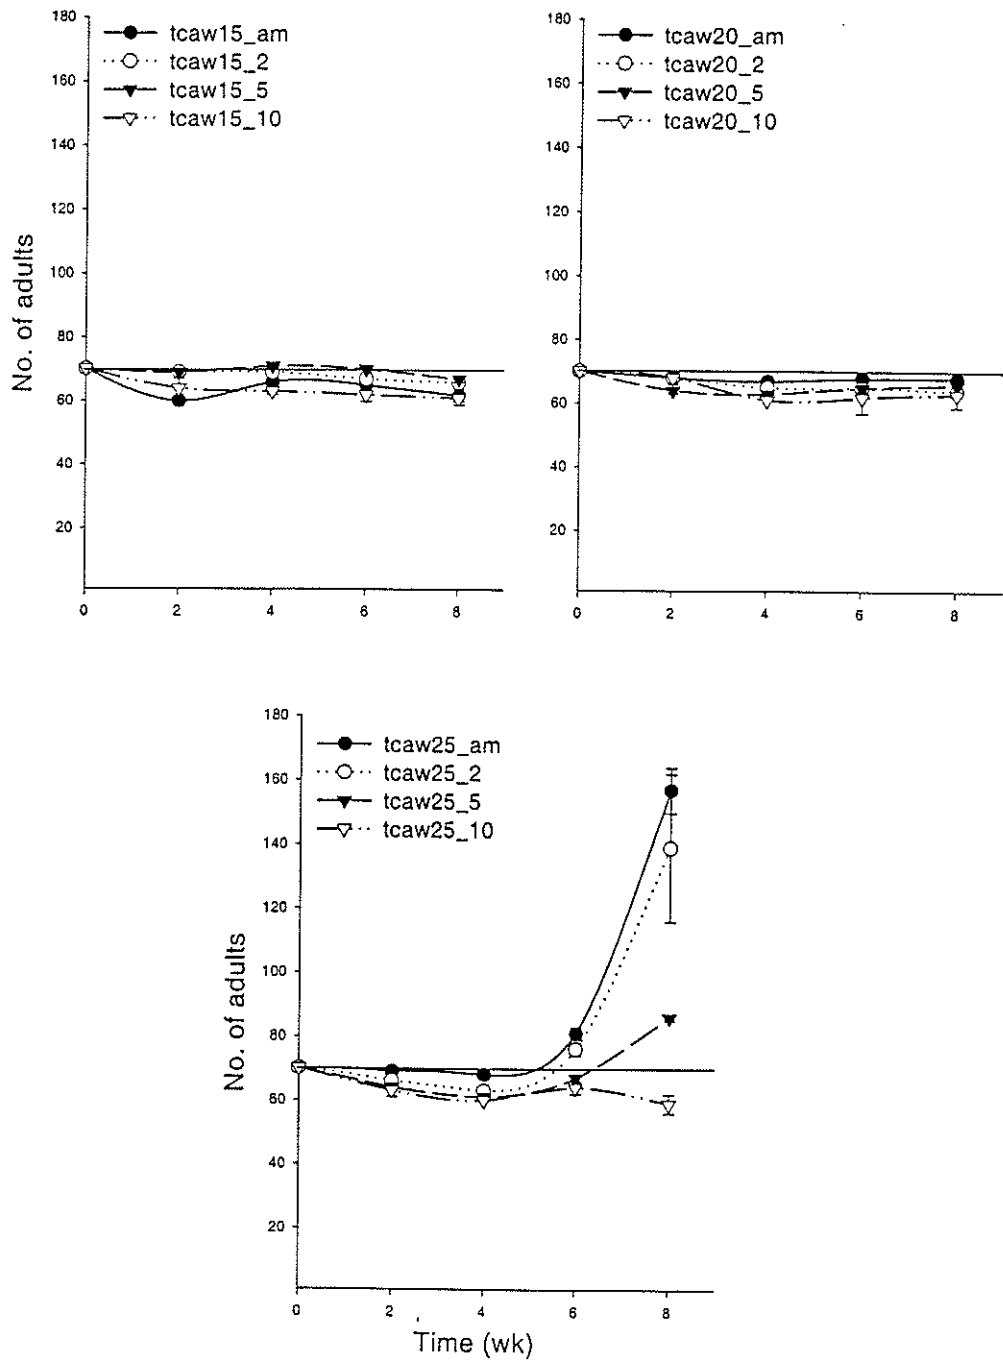 180
160
140
120
100
80
60
40
20
0 2 4 6 8
No. of adults
tcaw15_am
tcaw15_2
tcaw15_5
tcaw15_10
180
160
140
120
100
80
60
40
20
0 2 4 6 8
tcaw20_am
tcaw20_2
tcaw20_5
tcaw20_10
180
160
140
120
100
80
60
40
20
0 2 4 6 8
No. of adults
tcaw25_am
tcaw25_2
tcaw25_5
tcaw25_10
Time (wk)